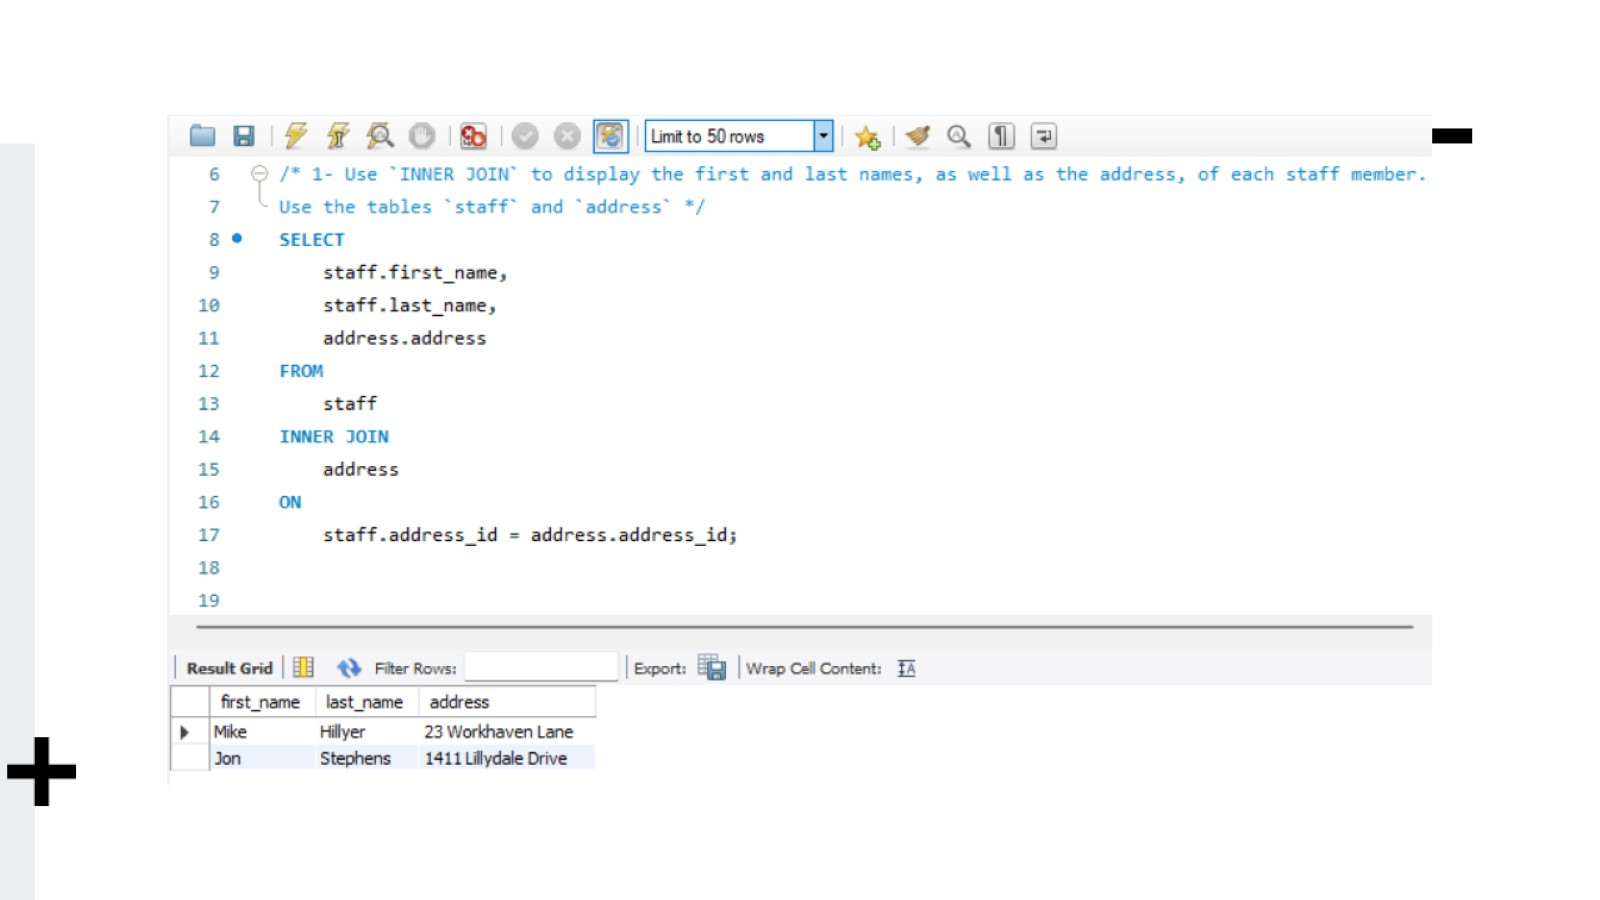 Limit to 50 rows
6 /* 1- Use `INNER JOIN` to display the first and last names, as well as the address, of each staff member.
7 Use the tables `staff` and `address` */
8 SELECT
9 staff.first_name,
10 staff.last_name,
11 address.address
12 FROM
13 staff
14 INNER JOIN
15 address
16 ON
17 staff.address_id = address.address_id;
18
19
Result Grid Filter Rows: Export: Wrap Cell Content: IA
first_name last_name address
Mike Hillyer 23 Workhaven Lane
Jon Stephens 1411 Lillydale Drive